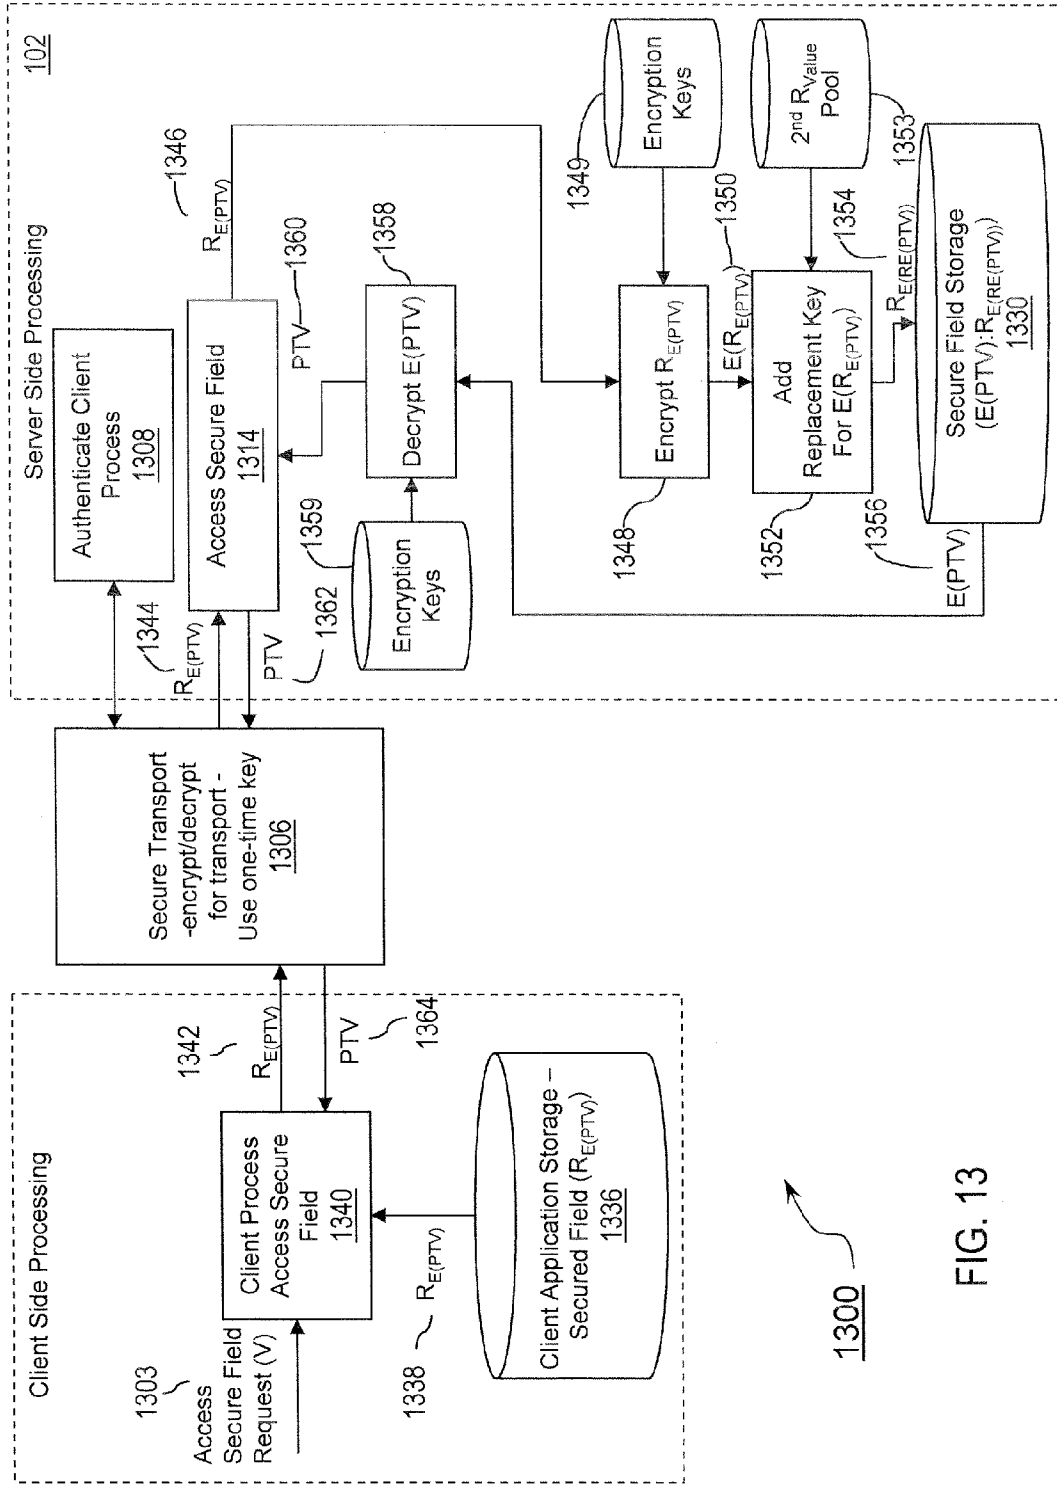 Client Side Processing
1303
Access
Secure Field
Request (V)
Client Process
Access Secure
Field
1340
1338
R_E(PTV)
Client Application Storage –
Secured Field (R_E(PTV))
1336
1342
R_E(PTV)
PTV
1364
Secure Transport
-encrypt/decrypt
for transport -
Use one-time key
1306
Server Side Processing
102
Authenticate Client
Process
1308
1344
R_E(PTV)
PTV
1362
Access Secure Field
1314
R_E(PTV)
1346
PTV
1360
Encryption
Keys
1359
Decrypt E(PTV)
1358
Encrypt R_E(PTV)
1348
Encryption
Keys
1349
E(R_E(PTV))
1350
Add
Replacement Key
For E(R_E(PTV))
1352
2nd R_Value
Pool
1353
R_E(RE(PTV))
1354
E(PTV)
1356
Secure Field Storage
(E(PTV):R_E(RE(PTV)))
1330
1300
FIG. 13